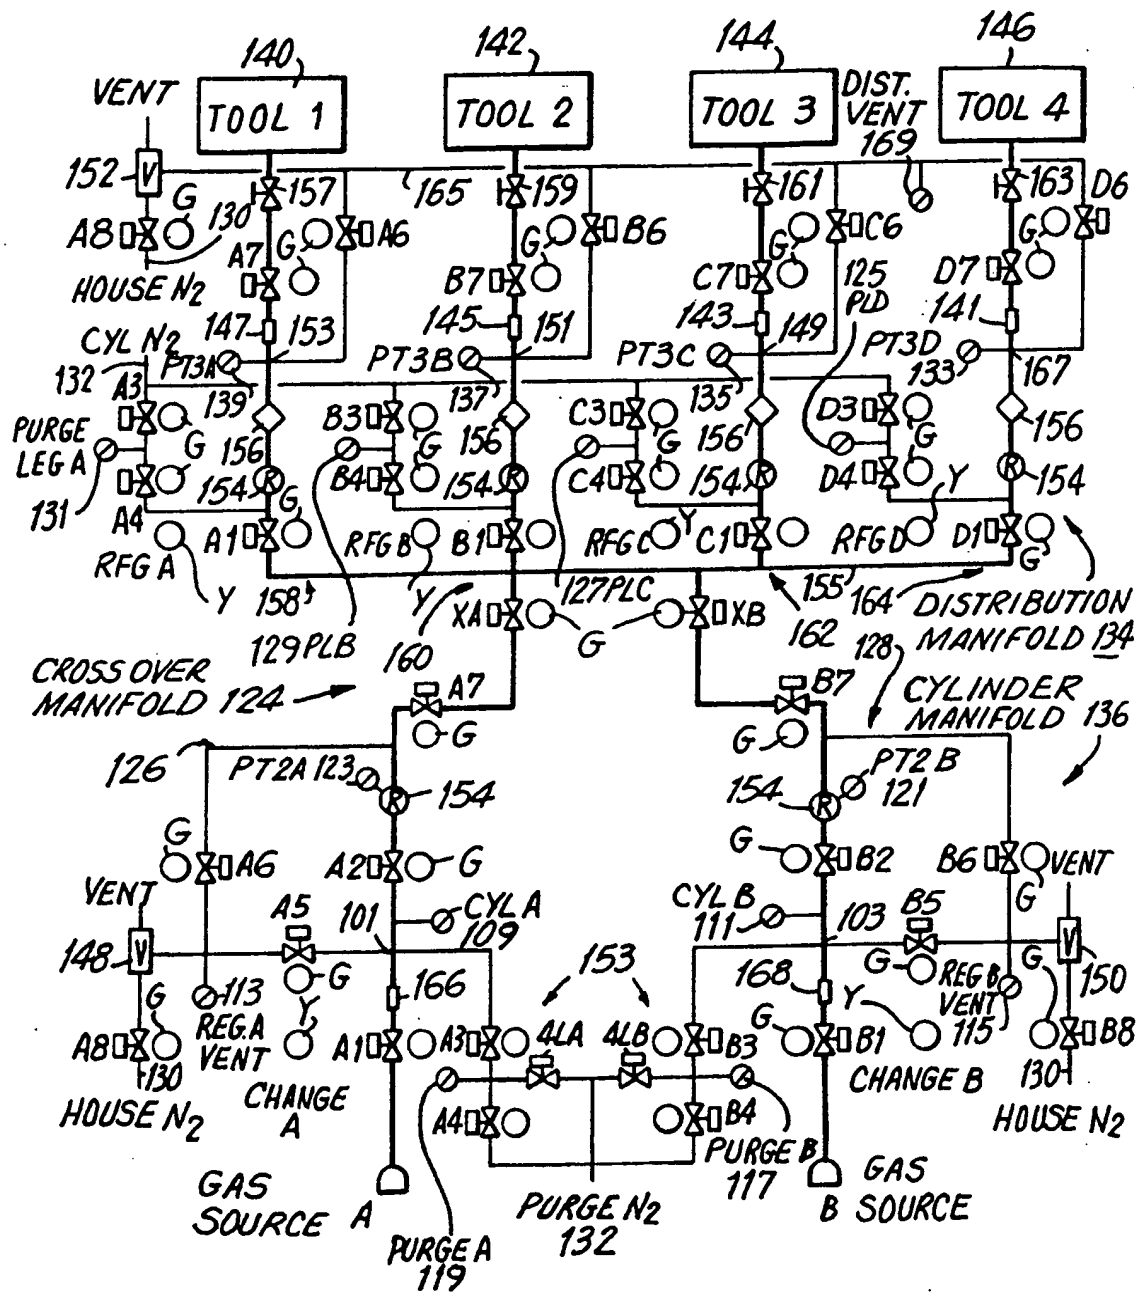 140
142
144
146
VENT
TOOL 1
TOOL 2
TOOL 3
DIST.
VENT
169
TOOL 4
152
V
G
130
157
165
159
161
163
D6
A8
A7
G
A6
G
B6
G
C6
G
HOUSE N2
B7
C7
125
PLD
D7
CYL N2
147
153
145
151
143
149
141
132
PT3A
PT3B
PT3C
PT3D
133
167
A3
139
137
135
G
B3
C3
D3
PURGE
LEG A
156
G
156
G
156
G
156
G
131
154
R
B4
154
R
C4
154
R
D4
Y
R
154
A4
G
A1
RFG B
B1
RFG C
Y
C1
RFG D
D1
G
RFG A
Y
158
Y
127 PLC
155
164
DISTRIBUTION
MANIFOLD 134
129 PLB
160
XA
G
XB
162
128
CROSS OVER
MANIFOLD 124
A7
B7
CYLINDER
MANIFOLD 136
G
G
126
PT2A 123
154
R
154
R
PT2 B
121
G
A6
A2
G
G
B2
B6
G
VENT
VENT
A5
101
CYL A
109
CYL B
111
103
B5
148
V
G
153
G
V
150
G
113
REG. A
VENT
Y
166
168
Y
REG B
VENT
115
G
A8
130
A1
A3
4LA
4LB
B3
G
B1
B8
130
HOUSE N2
CHANGE
A
CHANGE B
HOUSE N2
A4
B4
PURGE B
117
GAS
SOURCE A
PURGE N2
132
B
GAS
SOURCE
PURGE A
119